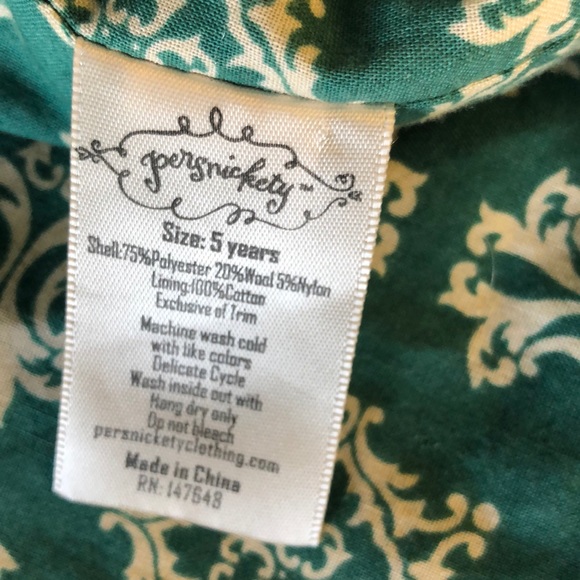 persnickety™
Size: 5 years
Shell:75%Polyester 20%Wool 5%Nylon
Lining:100%Cotton
Exclusive of Trim
Machine wash cold
with like colors
Delicate Cycle
Wash inside out with
Hang dry only
Do not bleach
persnicketyclothing.com
Made in China
RN: 147648